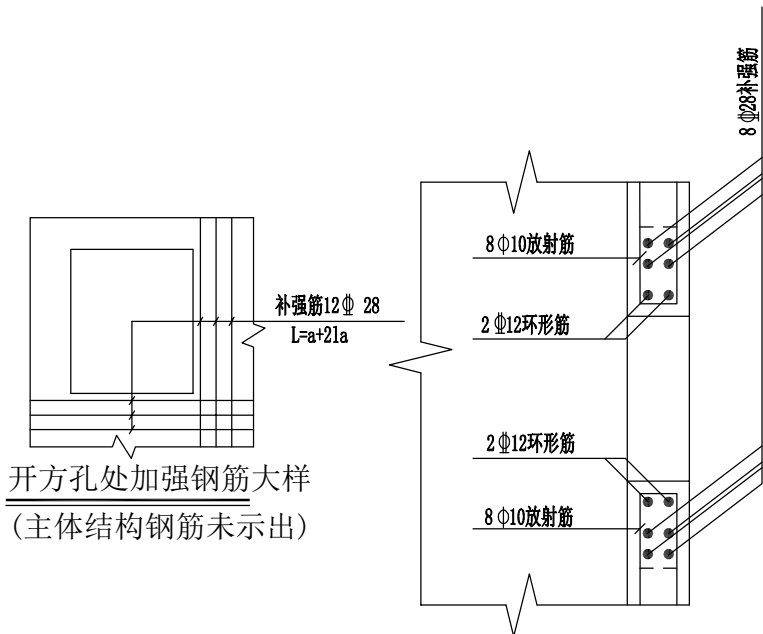 补强筋12Φ 28
L=a+2la
开方孔处加强钢筋大样
(主体结构钢筋未示出)
8Φ10放射筋
2Φ12环形筋
2Φ12环形筋
8Φ10放射筋
8Φ28补强筋